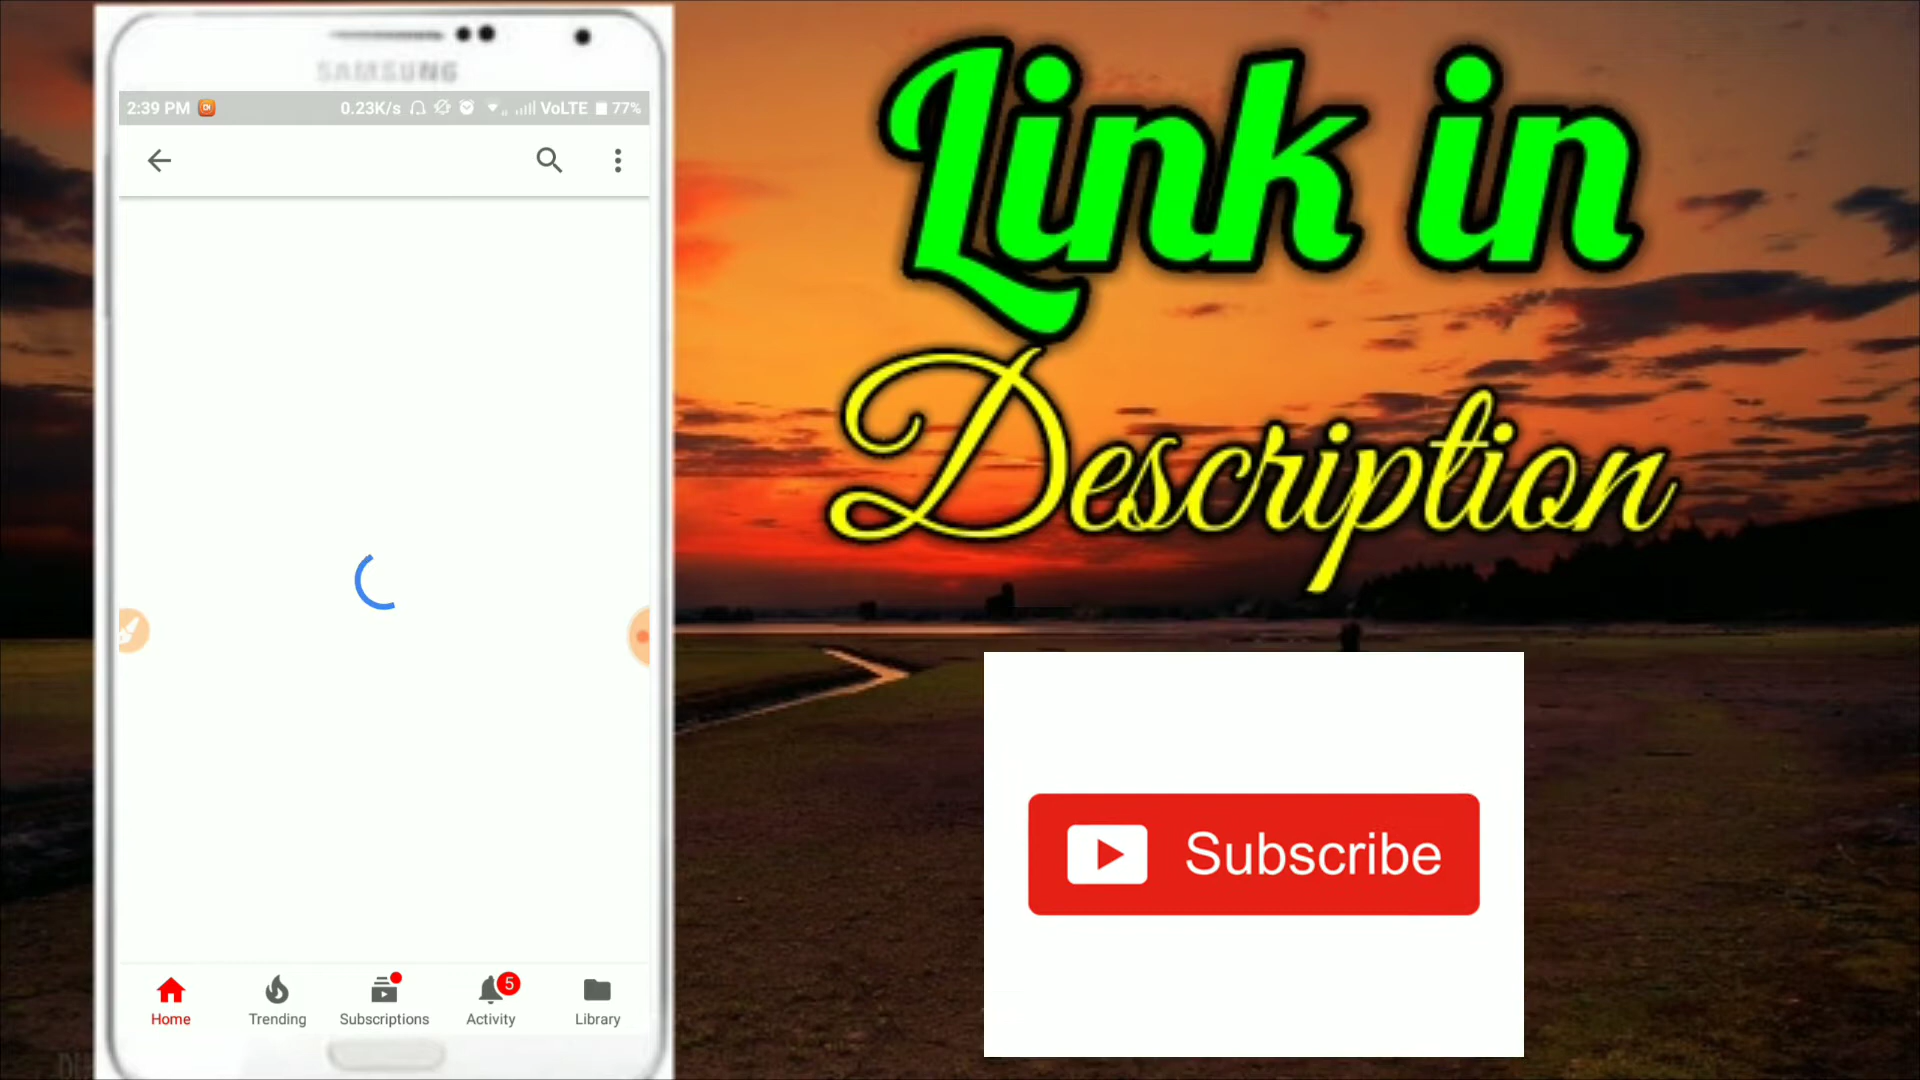 SAMSUNG
2:39 PM 0.23K/s VoLTE 77%
Home Trending Subscriptions 5 Activity Library
Link in
Description
Subscribe